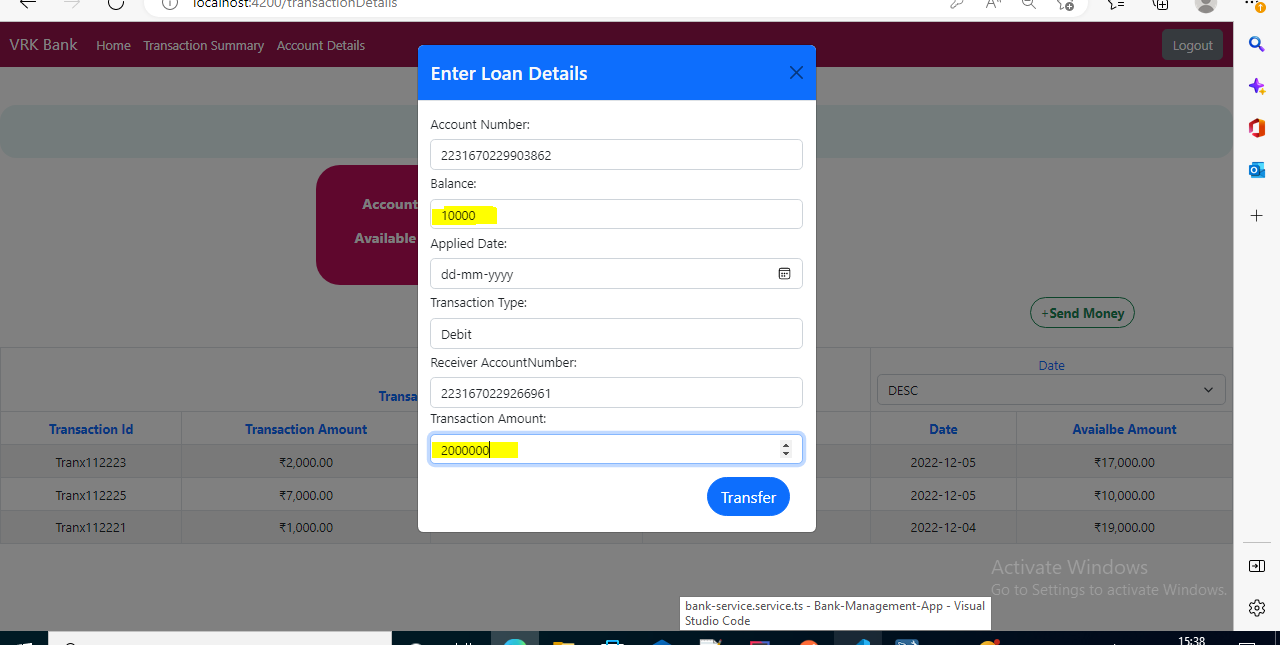 localhost:4200/transactionDetails
VRK Bank Home Transaction Summary Account Details Logout
Enter Loan Details
Account Number:
2231670229903862
Balance:
Account
10000
Available
Applied Date:
dd-mm-yyyy
Transaction Type:
+Send Money
Debit
Receiver AccountNumber:
Date
2231670229266961
DESC
Transa
Transaction Amount:
Transaction Id Transaction Amount Date Avaialbe Amount
2000000
Tranx112223 ₹2,000.00 2022-12-05 ₹17,000.00
Tranx112225 ₹7,000.00 2022-12-05 ₹10,000.00
Transfer
Tranx112221 ₹1,000.00 2022-12-04 ₹19,000.00
Activate Windows
Go to Settings to activate Windows.
bank-service.service.ts - Bank-Management-App - Visual
Studio Code
15:38